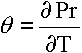 θ = ∂ Pr / ∂ T